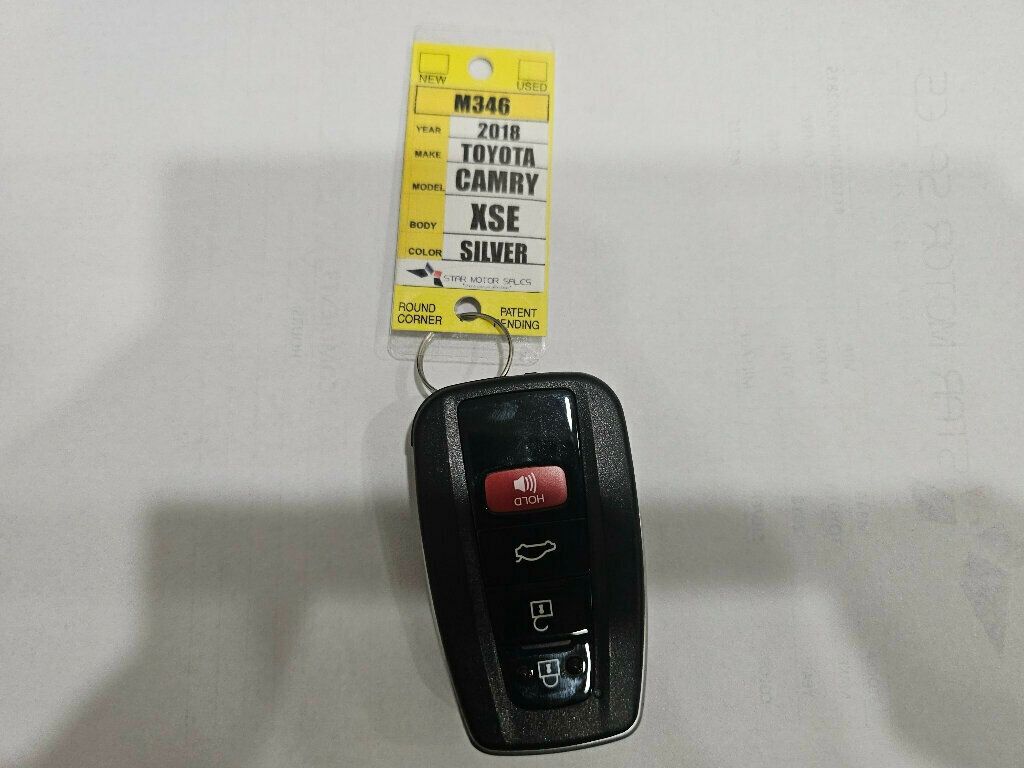 NEW USED
M346
YEAR 2018
MAKE TOYOTA
MODEL CAMRY
BODY XSE
COLOR SILVER
STAR MOTOR SALES
ROUND CORNER
PATENT PENDING
HOLD